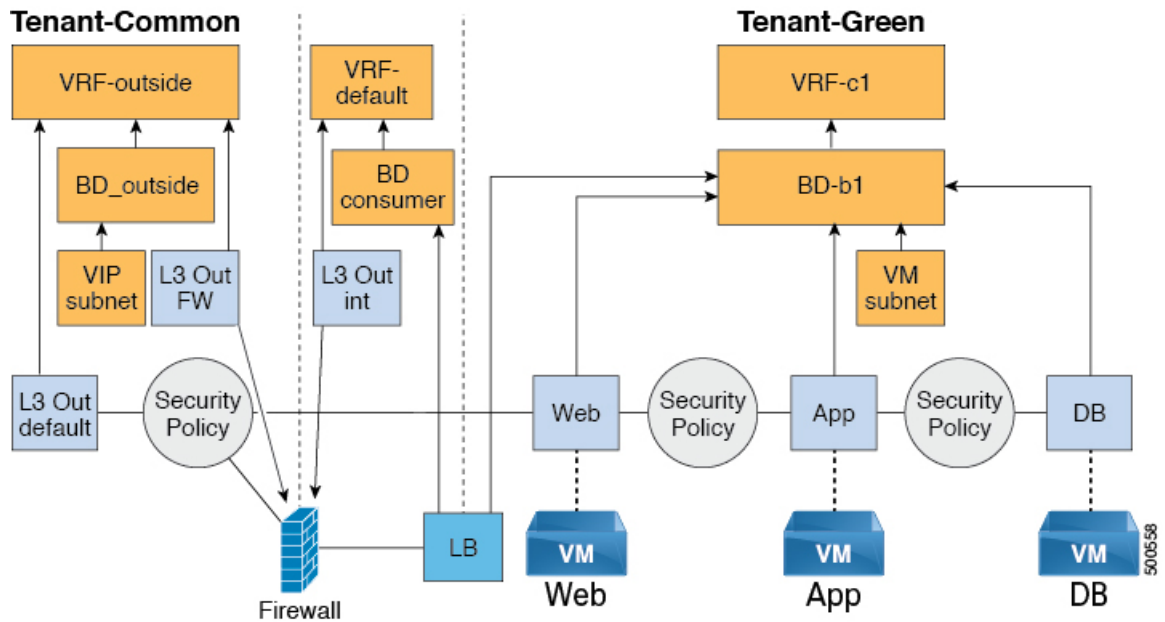 Tenant-Common
Tenant-Green
VRF-outside
VRF-
default
VRF-c1
BD_outside
BD
consumer
BD-b1
VIP
subnet
L3 Out
FW
L3 Out
int
VM
subnet
L3 Out
default
Security
Policy
Web
Security
Policy
App
Security
Policy
DB
LB
VM
VM
VM
Firewall
Web
App
DB
500558